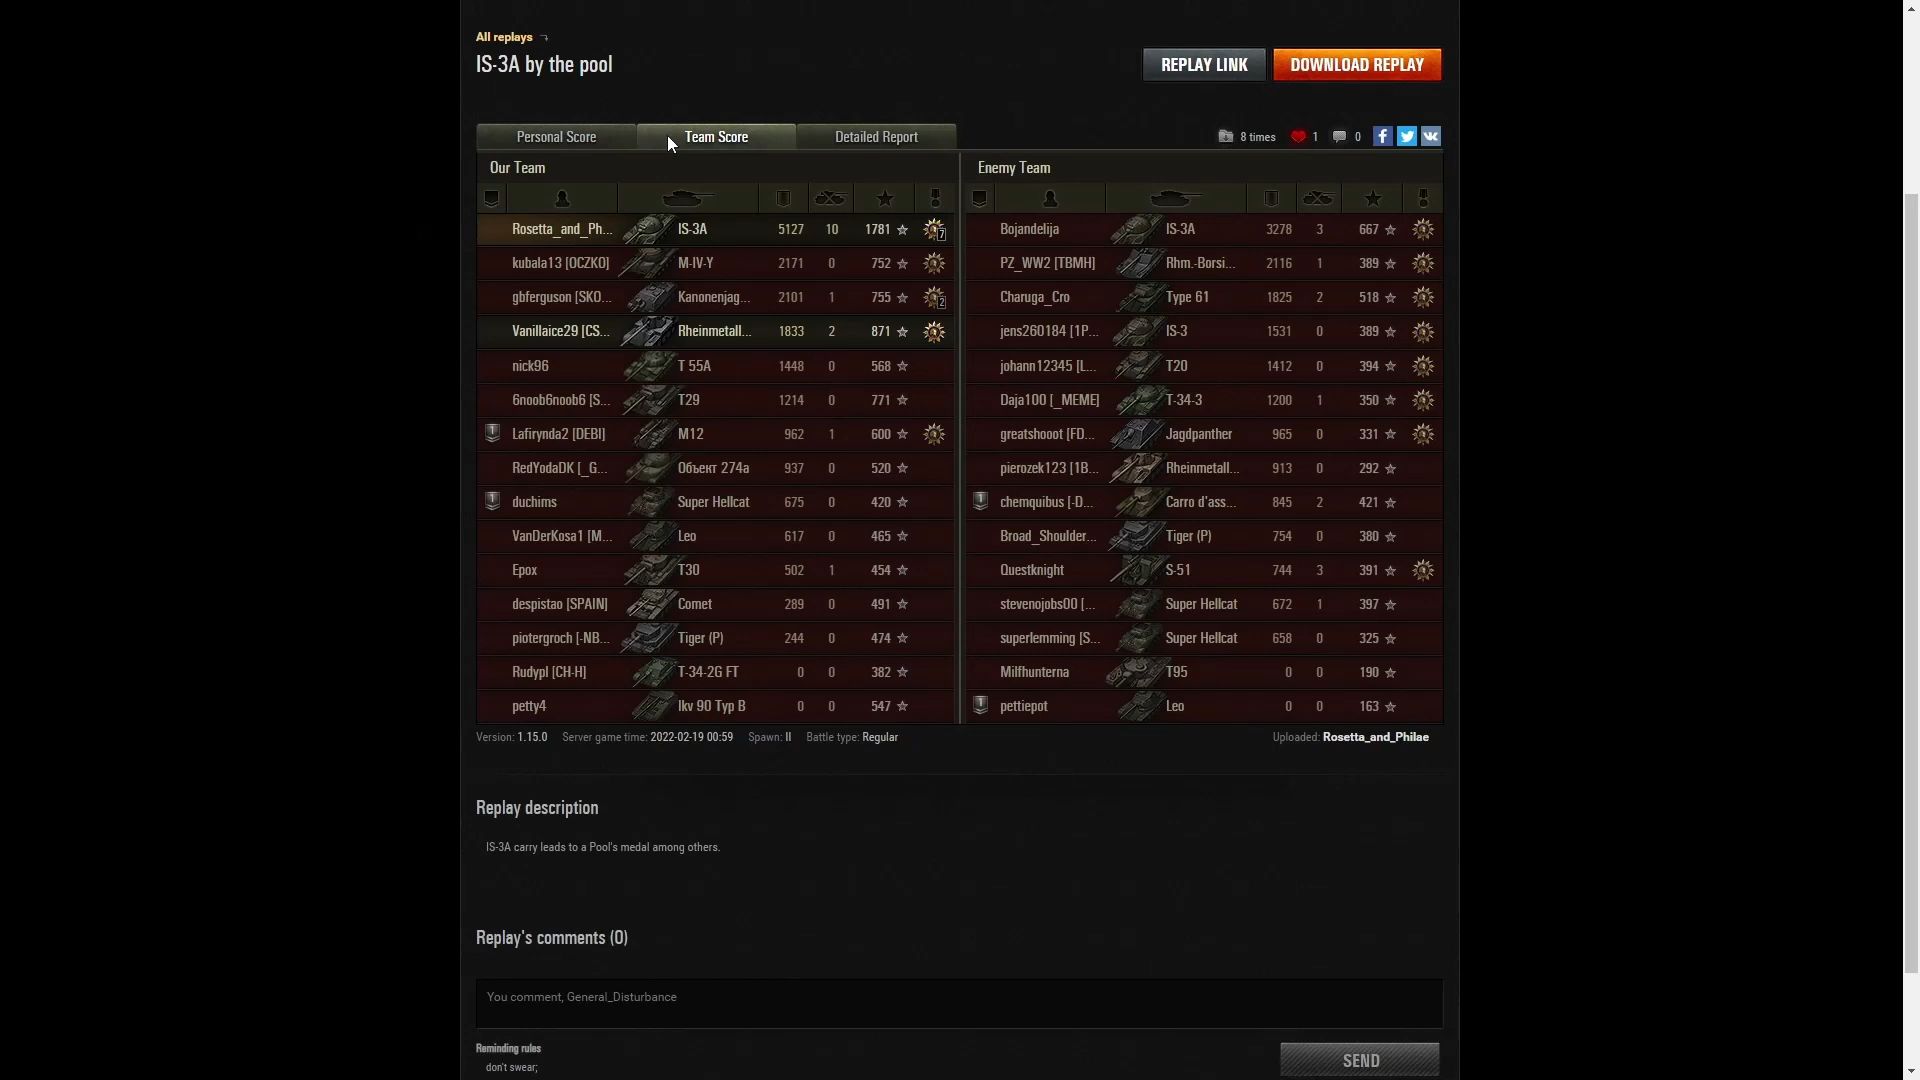 All replays
IS-3A by the pool
REPLAY LINK
DOWNLOAD REPLAY
Personal Score
Team Score
Detailed Report
8 times
1
0
Our Team
Enemy Team
Rosetta_and_Ph... IS-3A 5127 10 1781 7
kubala13 [OCZKO] M-IV-Y 2171 0 752
gbferguson [SKO... Kanonenjag... 2101 1 755 2
Vanillaice29 [CS... Rheinmetall... 1833 2 871
nick96 T 55A 1448 0 568
6noob6noob6 [S... T29 1214 0 771
1 Lafirynda2 [DEBI] M12 962 1 600
RedYodaDK [_G... Объект 274a 937 0 520
1 duchims Super Hellcat 675 0 420
VanDerKosa1 [M... Leo 617 0 465
Epox T30 502 1 454
despistao [SPAIN] Comet 289 0 491
piotergroch [-NB... Tiger (P) 244 0 474
Rudypl [CH-H] T-34-2G FT 0 0 382
petty4 Ikv 90 Typ B 0 0 547
Bojandelija IS-3A 3278 3 667
PZ_WW2 [TBMH] Rhm.-Borsi... 2116 1 389
Charuga_Cro Type 61 1825 2 518
jens260184 [1P... IS-3 1531 0 389
johann12345 [L... T20 1412 0 394
Daja100 [_MEME] T-34-3 1200 1 350
greatshooot [FD... Jagdpanther 965 0 331
pierozek123 [1B... Rheinmetall... 913 0 292
1 chemquibus [-D... Carro d'ass... 845 2 421
Broad_Shoulder... Tiger (P) 754 0 380
Questknight S-51 744 3 391
stevenojobs00 [... Super Hellcat 672 1 397
superlemming [S... Super Hellcat 658 0 325
Milfhunterna T95 0 0 190
1 pettiepot Leo 0 0 163
Version: 1.15.0 Server game time: 2022-02-19 00:59 Spawn: II Battle type: Regular
Uploaded: Rosetta_and_Philae
Replay description
IS-3A carry leads to a Pool's medal among others.
Replay's comments (0)
You comment, General_Disturbance
Reminding rules
don't swear;
SEND